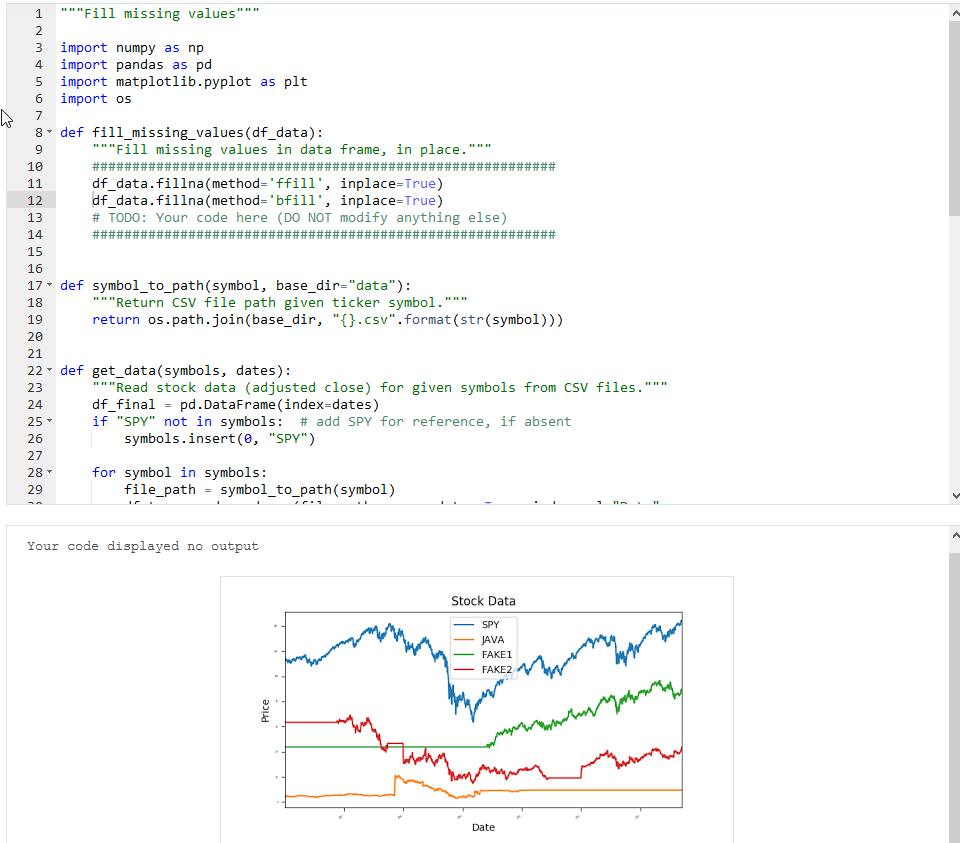 1 """Fill missing values"""
2
3 import numpy as np
4 import pandas as pd
5 import matplotlib.pyplot as plt
6 import os
7
8 def fill_missing_values(df_data):
9 """Fill missing values in data frame, in place."""
10 ##########################################################
11 df_data.fillna(method='ffill', inplace=True)
12 df_data.fillna(method='bfill', inplace=True)
13 # TODO: Your code here (DO NOT modify anything else)
14 ##########################################################
15
16
17 def symbol_to_path(symbol, base_dir="data"):
18 """Return CSV file path given ticker symbol."""
19 return os.path.join(base_dir, "{}.csv".format(str(symbol)))
20
21
22 def get_data(symbols, dates):
23 """Read stock data (adjusted close) for given symbols from CSV files."""
24 df_final = pd.DataFrame(index=dates)
25 if "SPY" not in symbols: # add SPY for reference, if absent
26 symbols.insert(0, "SPY")
27
28 for symbol in symbols:
29 file_path = symbol_to_path(symbol)
Your code displayed no output
Stock Data
SPY
JAVA
FAKE1
FAKE2
Price
Date